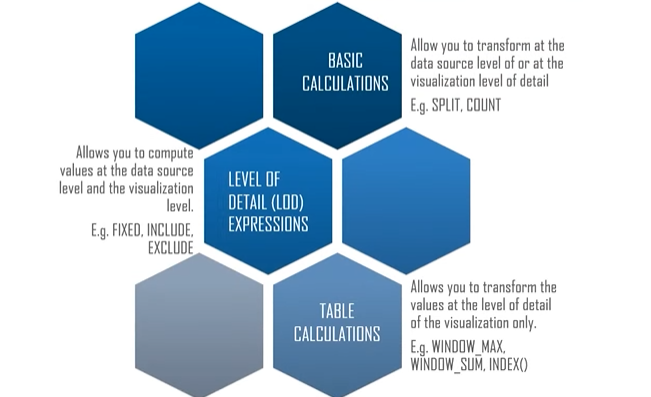 BASIC
CALCULATIONS
Allow you to transform at the
data source level of or at the
visualization level of detail
E.g. SPLIT, COUNT
Allows you to compute
values at the data source
level and the visualization
level.
E.g. FIXED, INCLUDE,
EXCLUDE
LEVEL OF
DETAIL (LOD)
EXPRESSIONS
TABLE
CALCULATIONS
Allows you to transform the
values at the level of detail
of the visualization only.
E.g. WINDOW_MAX,
WINDOW_SUM, INDEX()